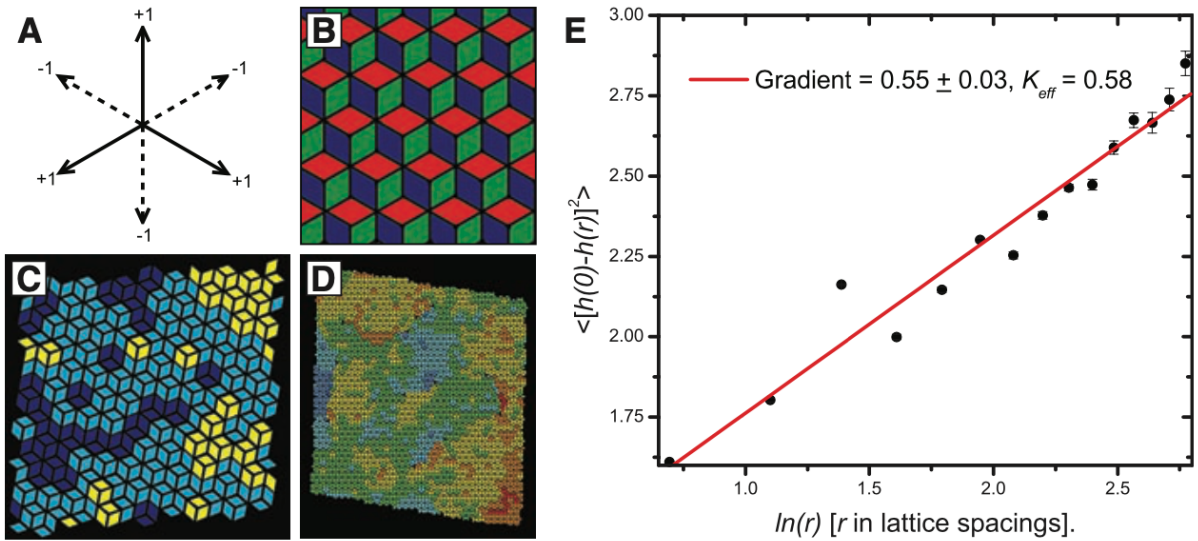 A
+1
-1
-1
+1
+1
-1
B
C
D
E
3.00
2.75
2.50
2.25
2.00
1.75
<[h(0)-h(r)]²>
Gradient = 0.55 ± 0.03, K_eff = 0.58
1.0
1.5
2.0
2.5
ln(r) [r in lattice spacings].